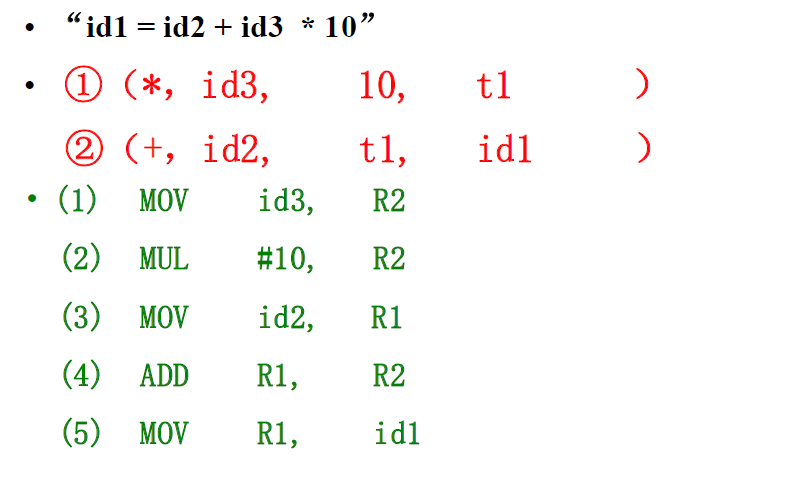 • “id1 = id2 + id3 * 10”
• ① (*, id3, 10, t1 )
② (+, id2, t1, id1 )
• (1) MOV id3, R2
(2) MUL #10, R2
(3) MOV id2, R1
(4) ADD R1, R2
(5) MOV R1, id1